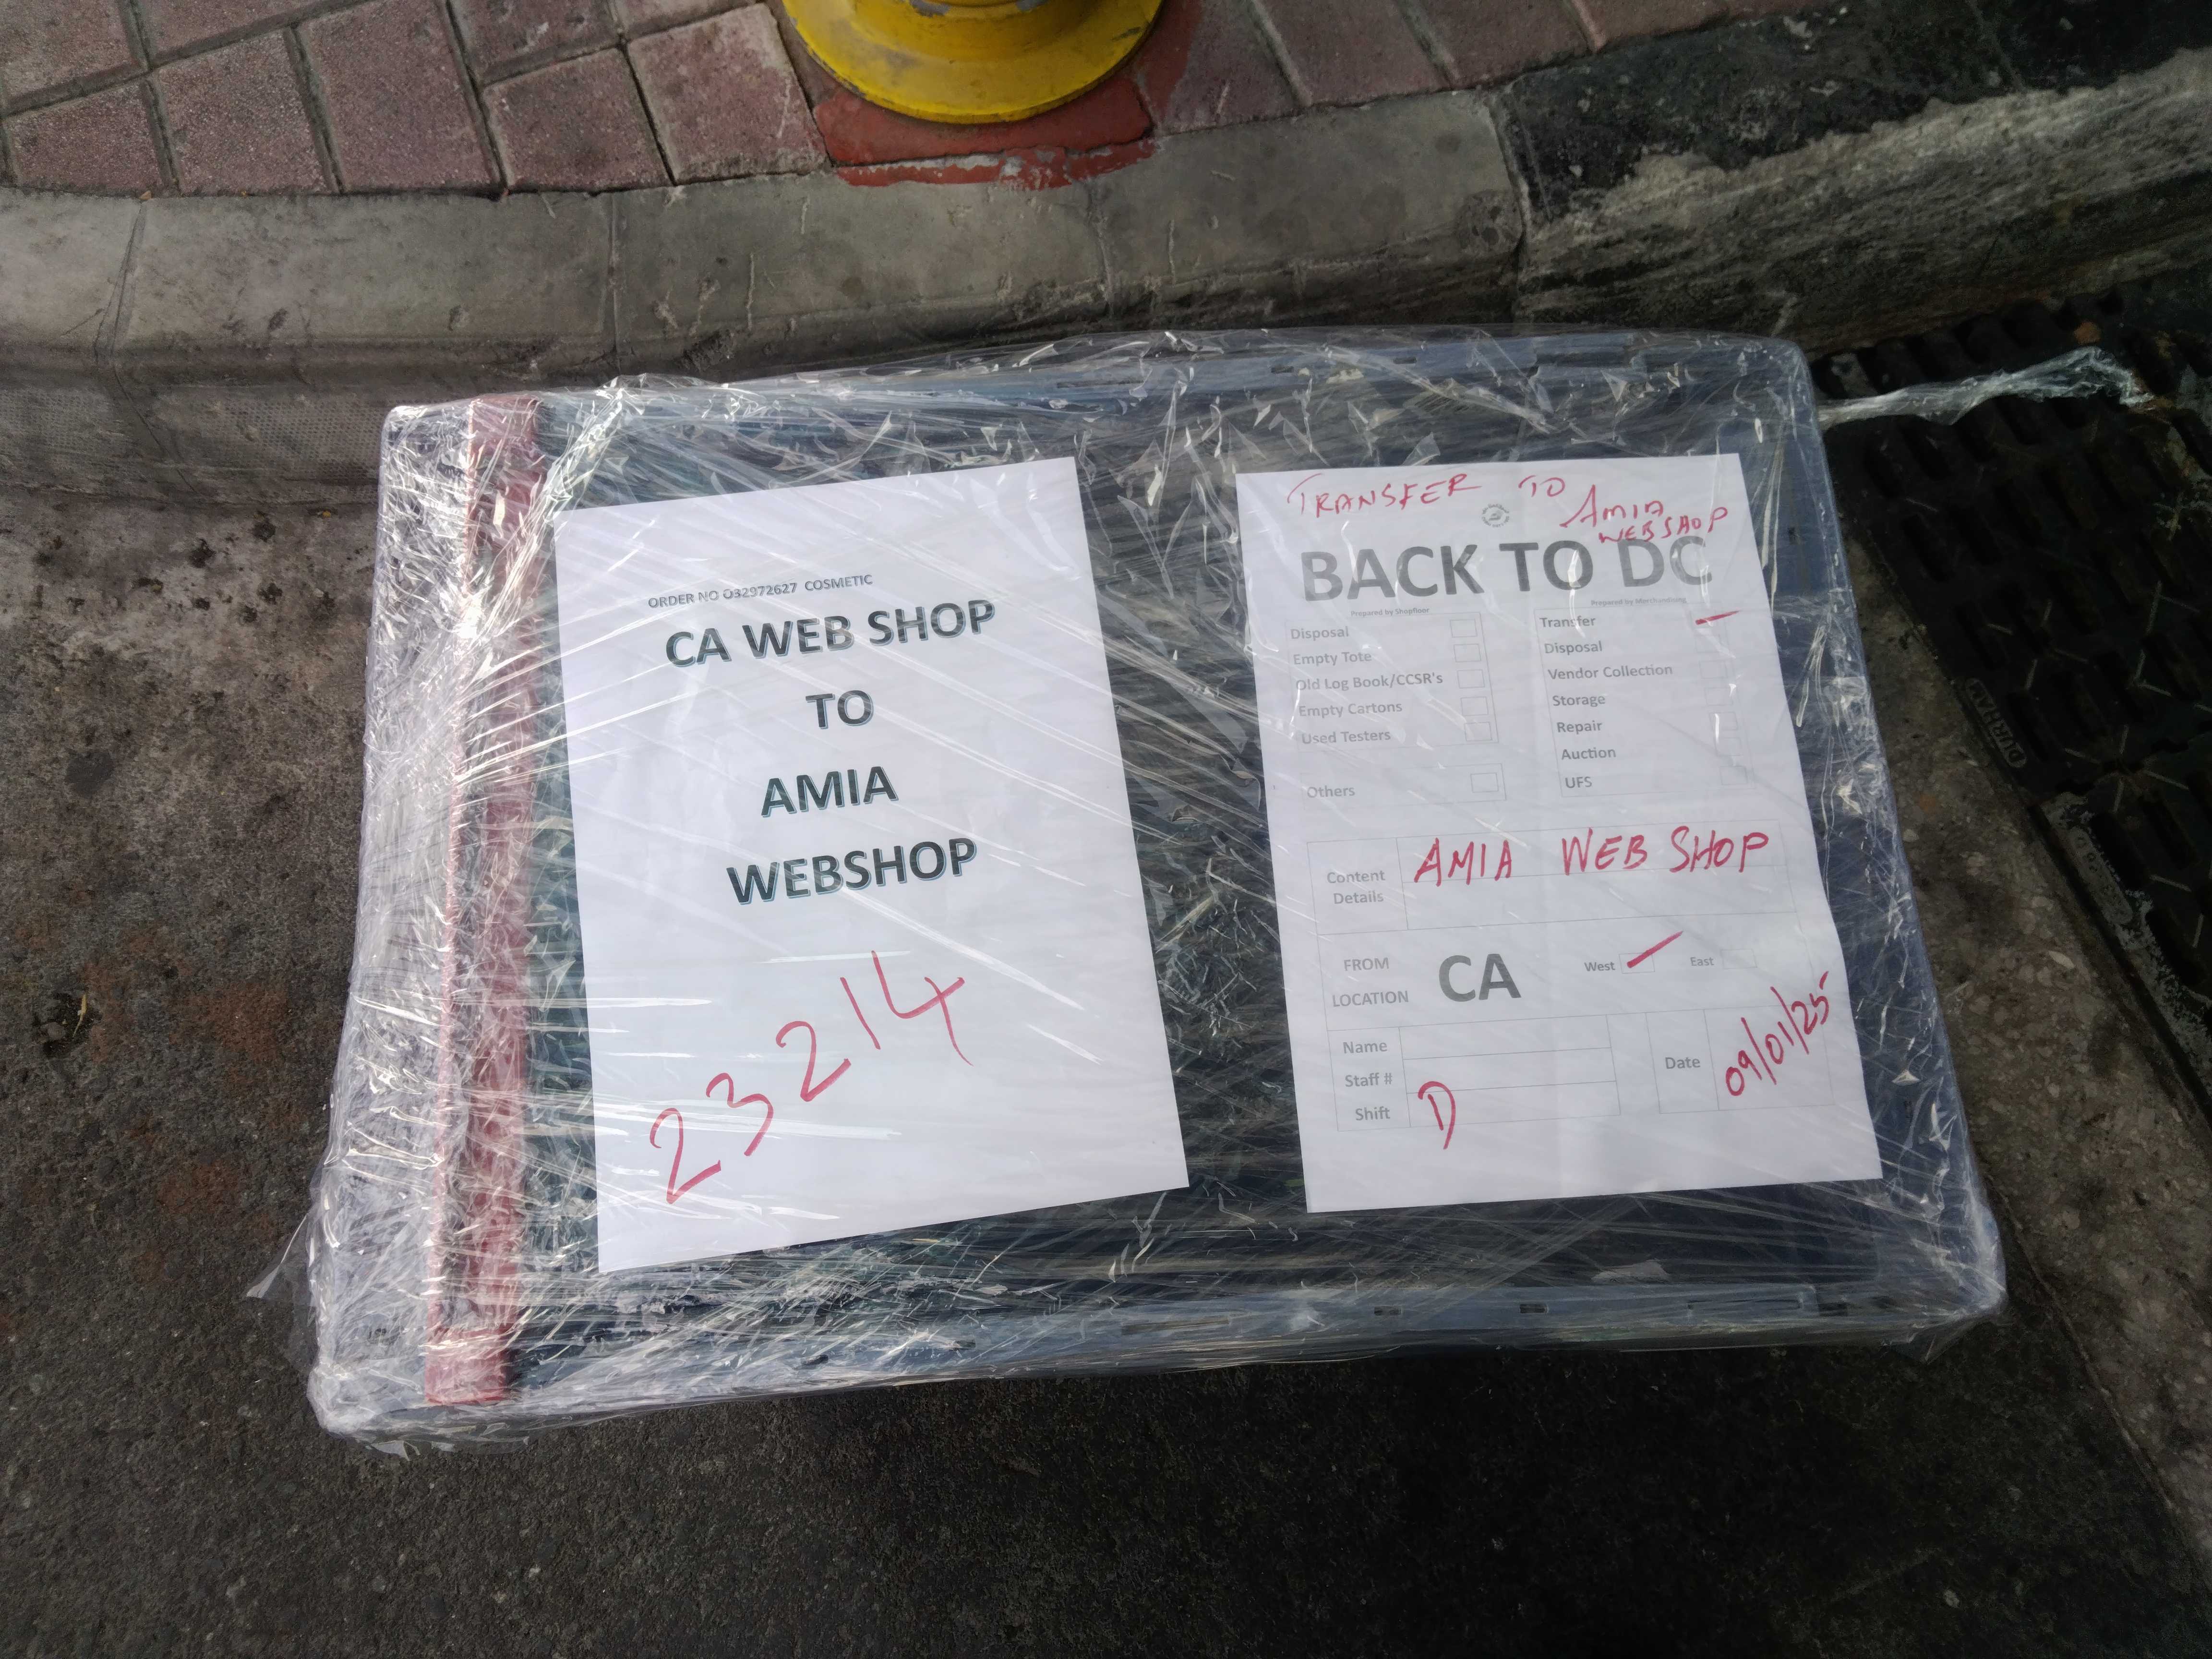 ORDER NO O32972627 COSMETIC
CA WEB SHOP
TO
AMIA
WEBSHOP
23214
TRANSFER TO AMIA
WEBSHOP
BACK TO DC
Prepared by Shopfloor
Disposal
Empty Tote
Old Log Book/CCSR's
Empty Cartons
Used Testers
Others
Prepared by Merchandising
Transfer
Disposal
Vendor Collection
Storage
Repair
Auction
UFS
Content
Details
AMIA WEB SHOP
FROM
LOCATION
CA
West
East
Name
Staff #
Shift
D
Date
09/01/25
DURHAM